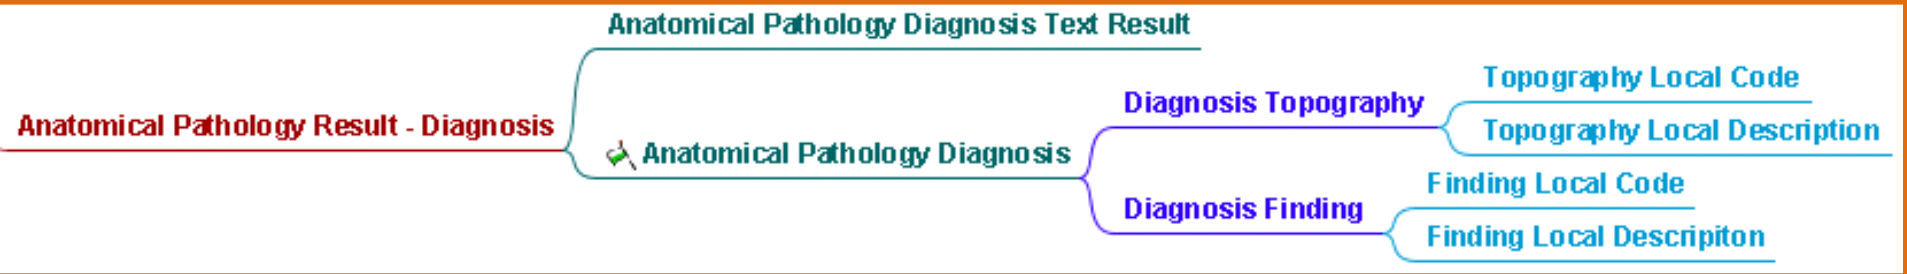 Anatomical Pathology Diagnosis Text Result
Topography Local Code
Diagnosis Topography
Anatomical Pathology Result - Diagnosis
Topography Local Description
Anatomical Pathology Diagnosis
Finding Local Code
Diagnosis Finding
Finding Local Descripiton